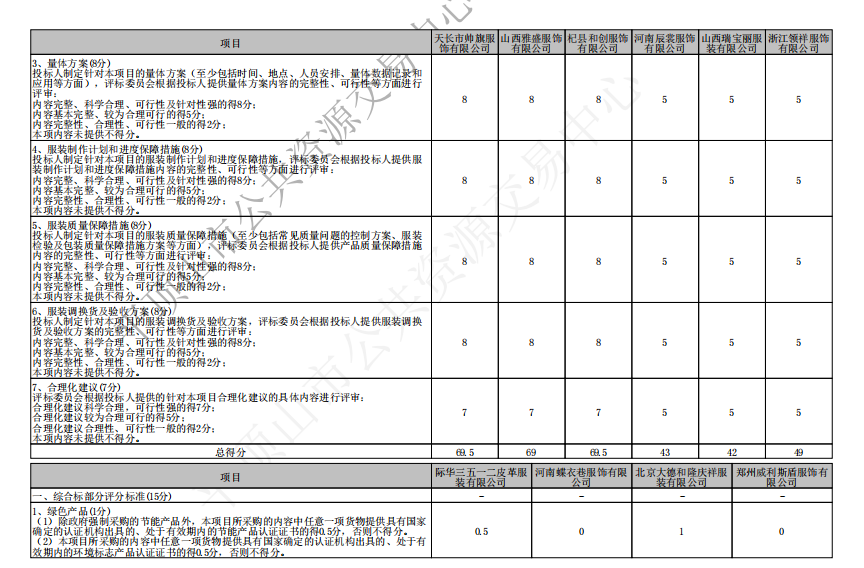 项目
天长市帅旗服饰有限公司
山西雅盛服饰有限公司
杞县和创服饰有限公司
河南辰裳服饰有限公司
山西瑞宝丽服装有限公司
浙江领祥服饰有限公司
3、量体方案(8分)
投标人制定针对本项目的量体方案（至少包括时间、地点、人员安排、量体数据记录和
应用等方面），评标委员会根据投标人提供量体方案内容的完整性、可行性等方面进行
评审：
内容完整、科学合理、可行性及针对性强的得8分；
内容基本完整、较为合理可行的得5分；
内容完整性、合理性、可行性一般的得2分；
本项内容未提供不得分。
8 8 8 5 5 5
4、服装制作计划和进度保障措施(8分)
投标人制定针对本项目的服装制作计划和进度保障措施，评标委员会根据投标人提供服
装制作计划和进度保障措施内容的完整性、可行性等方面进行评审：
内容完整、科学合理、可行性及针对性强的得8分；
内容基本完整、较为合理可行的得5分；
内容完整性、合理性、可行性一般的得2分；
本项内容未提供不得分。
8 8 8 5 5 5
5、服装质量保障措施(8分)
投标人制定针对本项目的服装质量保障措施（至少包括常见质量问题的控制方案、服装
检验及包装质量保障措施方案等方面），评标委员会根据投标人提供产品质量保障措施
内容的完整性、可行性等方面进行评审：
内容完整、科学合理、可行性及针对性强的得8分；
内容基本完整、较为合理可行的得5分；
内容完整性、合理性、可行性一般的得2分；
本项内容未提供不得分。
8 8 8 5 5 5
6、服装调换货及验收方案(8分)
投标人制定针对本项目的服装调换货及验收方案，评标委员会根据投标人提供服装调换
货及验收方案的完整性、可行性等方面进行评审：
内容完整、科学合理、可行性及针对性强的得8分；
内容基本完整、较为合理可行的得5分；
内容完整性、合理性、可行性一般的得2分；
本项内容未提供不得分。
8 8 8 5 5 5
7、合理化建议(7分)
评标委员会根据投标人提供的针对本项目合理化建议的具体内容进行评审：
合理化建议科学合理，可行性强的得7分；
合理化建议较为合理可行的得5分；
合理化建议合理性、可行性一般的得2分；
本项内容未提供不得分。
7 7 7 5 5 5
总得分 69.5 69 69.5 43 42 49
项目
际华三五一二皮革服装有限公司
河南蝶衣巷服饰有限公司
北京大德和隆庆祥服装有限公司
郑州威利斯盾服饰有限公司
一、综合标部分评分标准(15分) - - - -
1、绿色产品(1分)
（1）除政府强制采购的节能产品外，本项目所采购的内容中任意一项货物提供具有国家
确定的认证机构出具的、处于有效期内的节能产品认证证书的得0.5分，否则不得分。
（2）本项目所采购的内容中任意一项货物提供具有国家确定的认证机构出具的、处于有
效期内的环境标志产品认证证书的得0.5分，否则不得分。
0.5 0 1 0
平顶山市公共资源交易中心
平顶山市公共资源交易中心